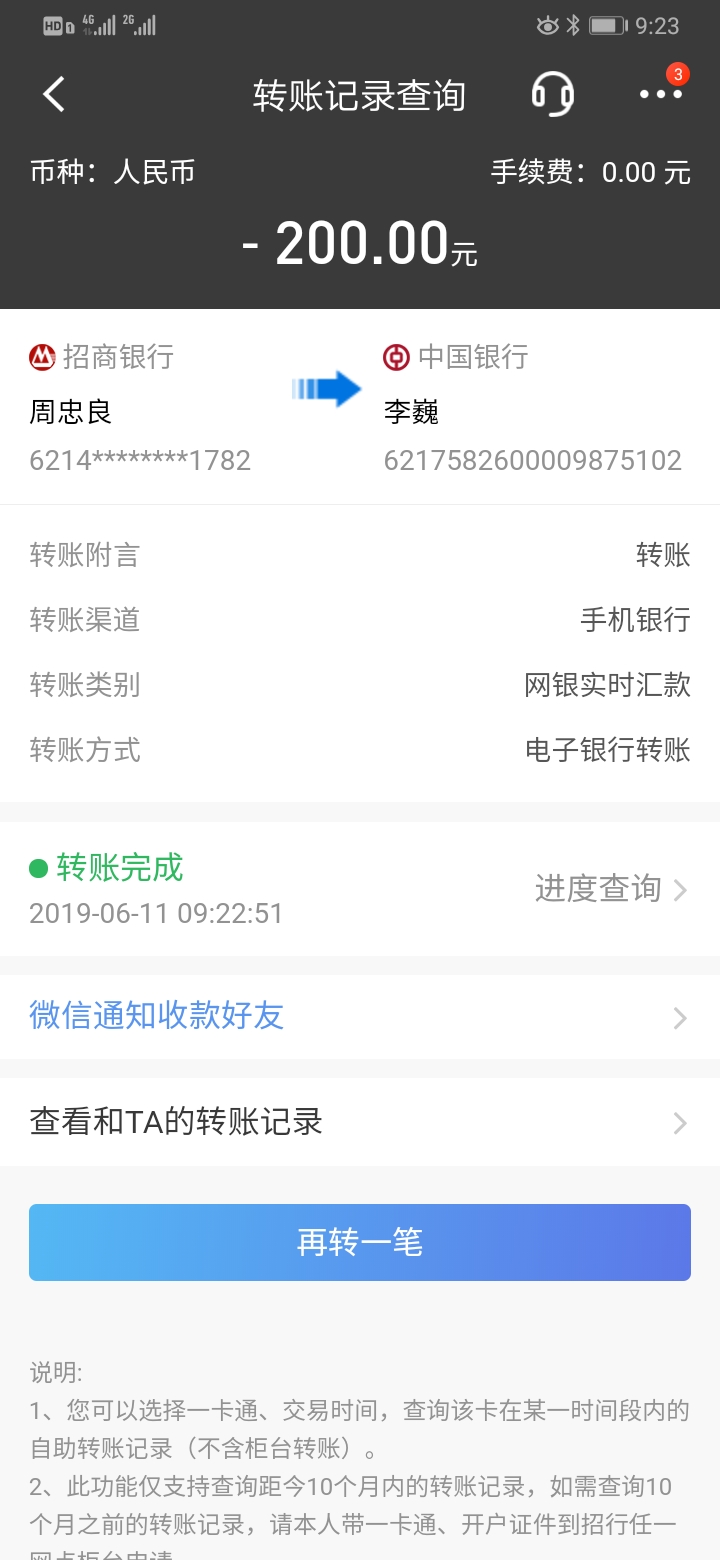 HD 1 4G 2G 9:23
转账记录查询 3
币种：人民币 手续费：0.00 元
- 200.00元
招商银行 中国银行
周忠良 李巍
6214********1782 6217582600009875102
转账附言 转账
转账渠道 手机银行
转账类别 网银实时汇款
转账方式 电子银行转账
转账完成
2019-06-11 09:22:51 进度查询
微信通知收款好友
查看和TA的转账记录
再转一笔
说明:
1、您可以选择一卡通、交易时间，查询该卡在某一时间段内的
自助转账记录（不含柜台转账）。
2、此功能仅支持查询距今10个月内的转账记录，如需查询10
个月之前的转账记录，请本人带一卡通、开户证件到招行任一
网点柜台申请